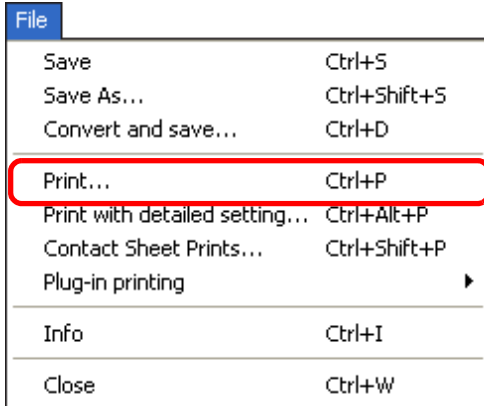 File
Save Ctrl+S
Save As... Ctrl+Shift+S
Convert and save... Ctrl+D
Print... Ctrl+P
Print with detailed setting... Ctrl+Alt+P
Contact Sheet Prints... Ctrl+Shift+P
Plug-in printing
Info Ctrl+I
Close Ctrl+W